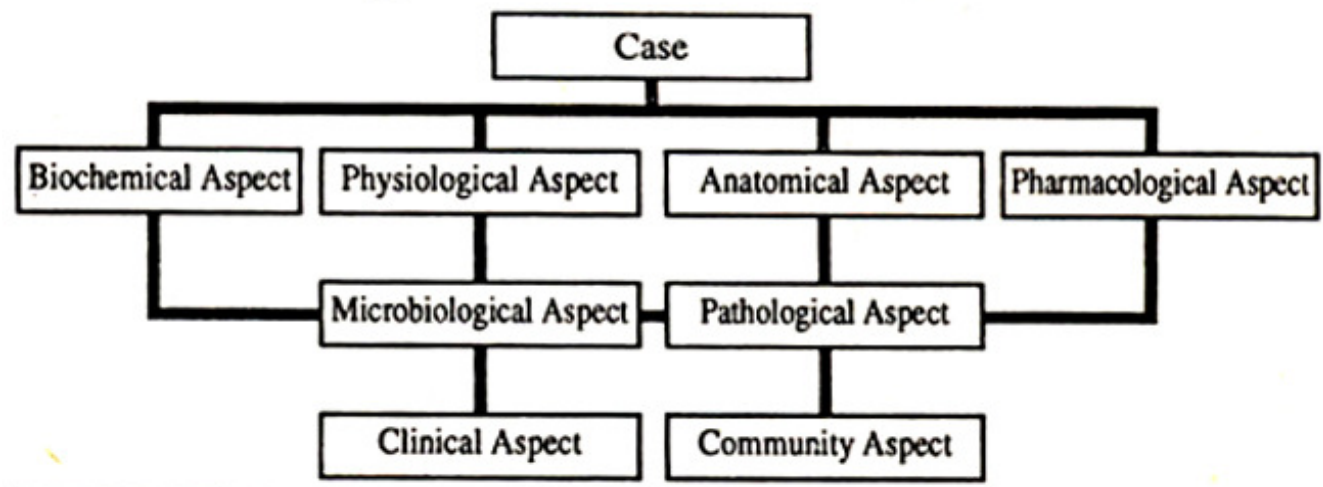 Case
Biochemical Aspect
Physiological Aspect
Anatomical Aspect
Pharmacological Aspect
Microbiological Aspect
Pathological Aspect
Clinical Aspect
Community Aspect